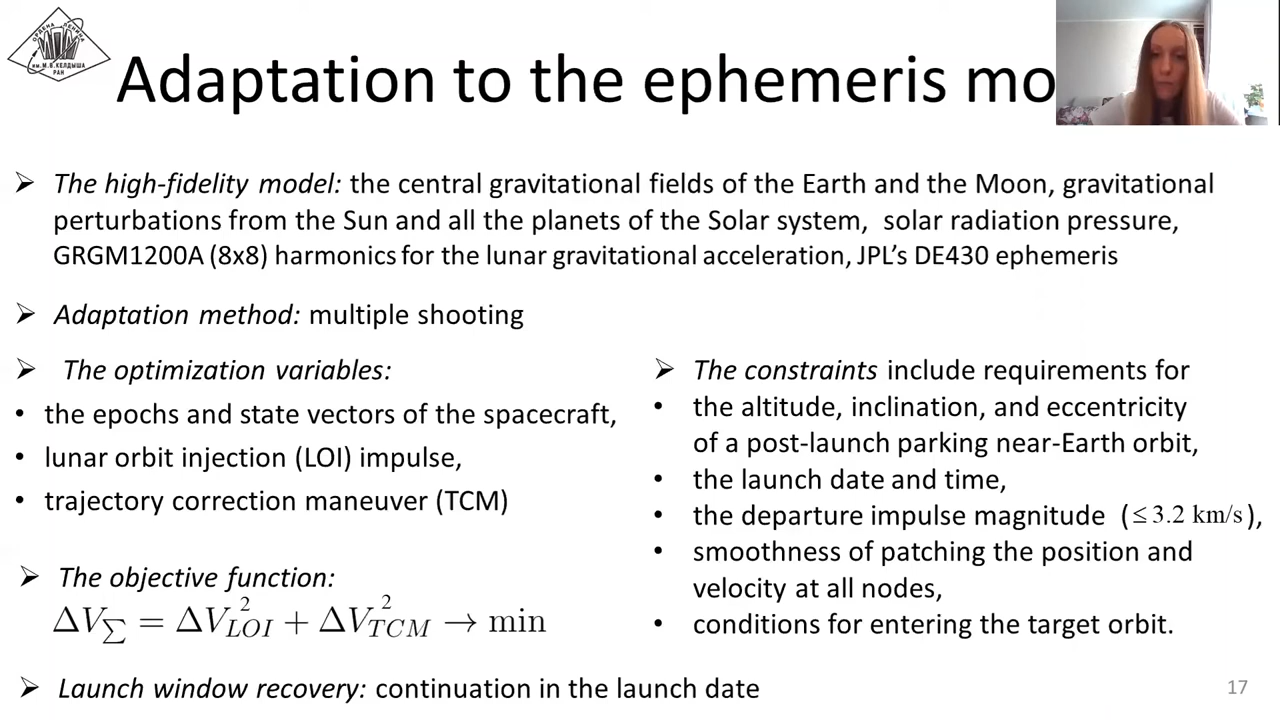 ОРДЕНА ЛЕНИНА
им. М.В. КЕЛДЫША
РАН
Adaptation to the ephemeris mo
➢ The high-fidelity model: the central gravitational fields of the Earth and the Moon, gravitational
perturbations from the Sun and all the planets of the Solar system, solar radiation pressure,
GRGM1200A (8x8) harmonics for the lunar gravitational acceleration, JPL's DE430 ephemeris
➢ Adaptation method: multiple shooting
➢ The optimization variables:
• the epochs and state vectors of the spacecraft,
• lunar orbit injection (LOI) impulse,
• trajectory correction maneuver (TCM)
➢ The objective function:
ΔV_∑ = ΔV_LOI^2 + ΔV_TCM^2 → min
➢ The constraints include requirements for
• the altitude, inclination, and eccentricity
of a post-launch parking near-Earth orbit,
• the launch date and time,
• the departure impulse magnitude (≤ 3.2 km/s),
• smoothness of patching the position and
velocity at all nodes,
• conditions for entering the target orbit.
➢ Launch window recovery: continuation in the launch date
17